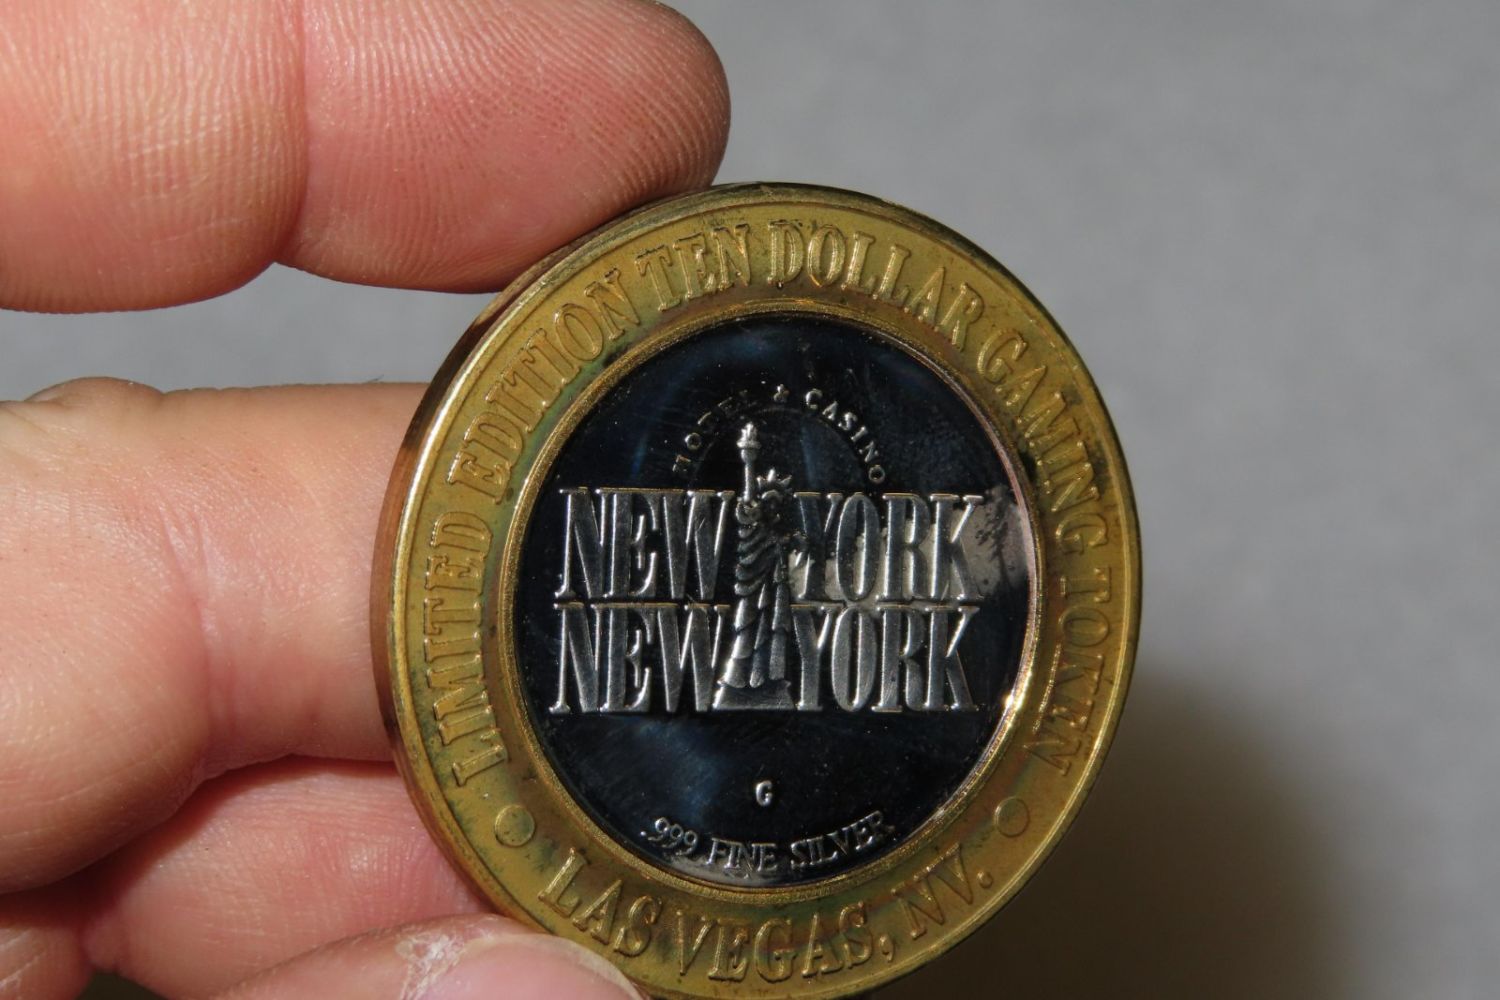 LIMITED EDITION TEN DOLLAR GAMING TOKEN
HOTEL & CASINO
NEW YORK
NEW YORK
G
.999 FINE SILVER
LAS VEGAS, NV.